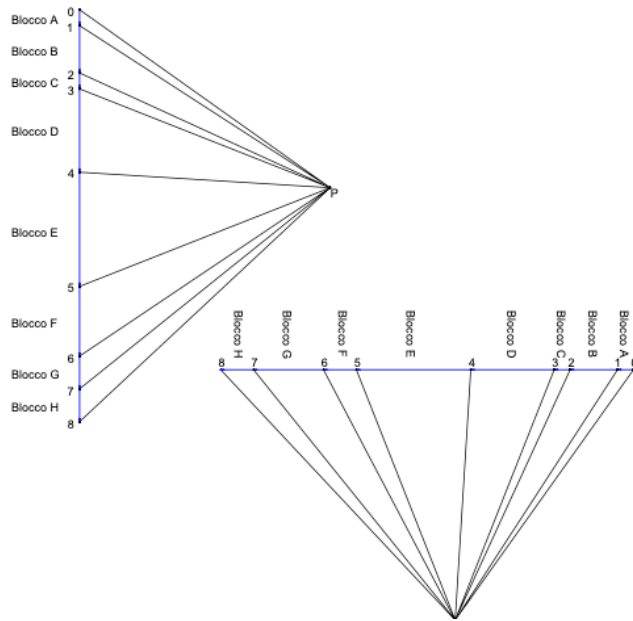 0
Blocco A
1
Blocco B
2
Blocco C
3
Blocco D
4
P
Blocco E
5
Blocco F
6
Blocco G
7
Blocco H
8
Blocco H
Blocco G
Blocco F
Blocco E
Blocco D
Blocco C
Blocco B
Blocco A
8 7 6 5 4 3 2 1 0